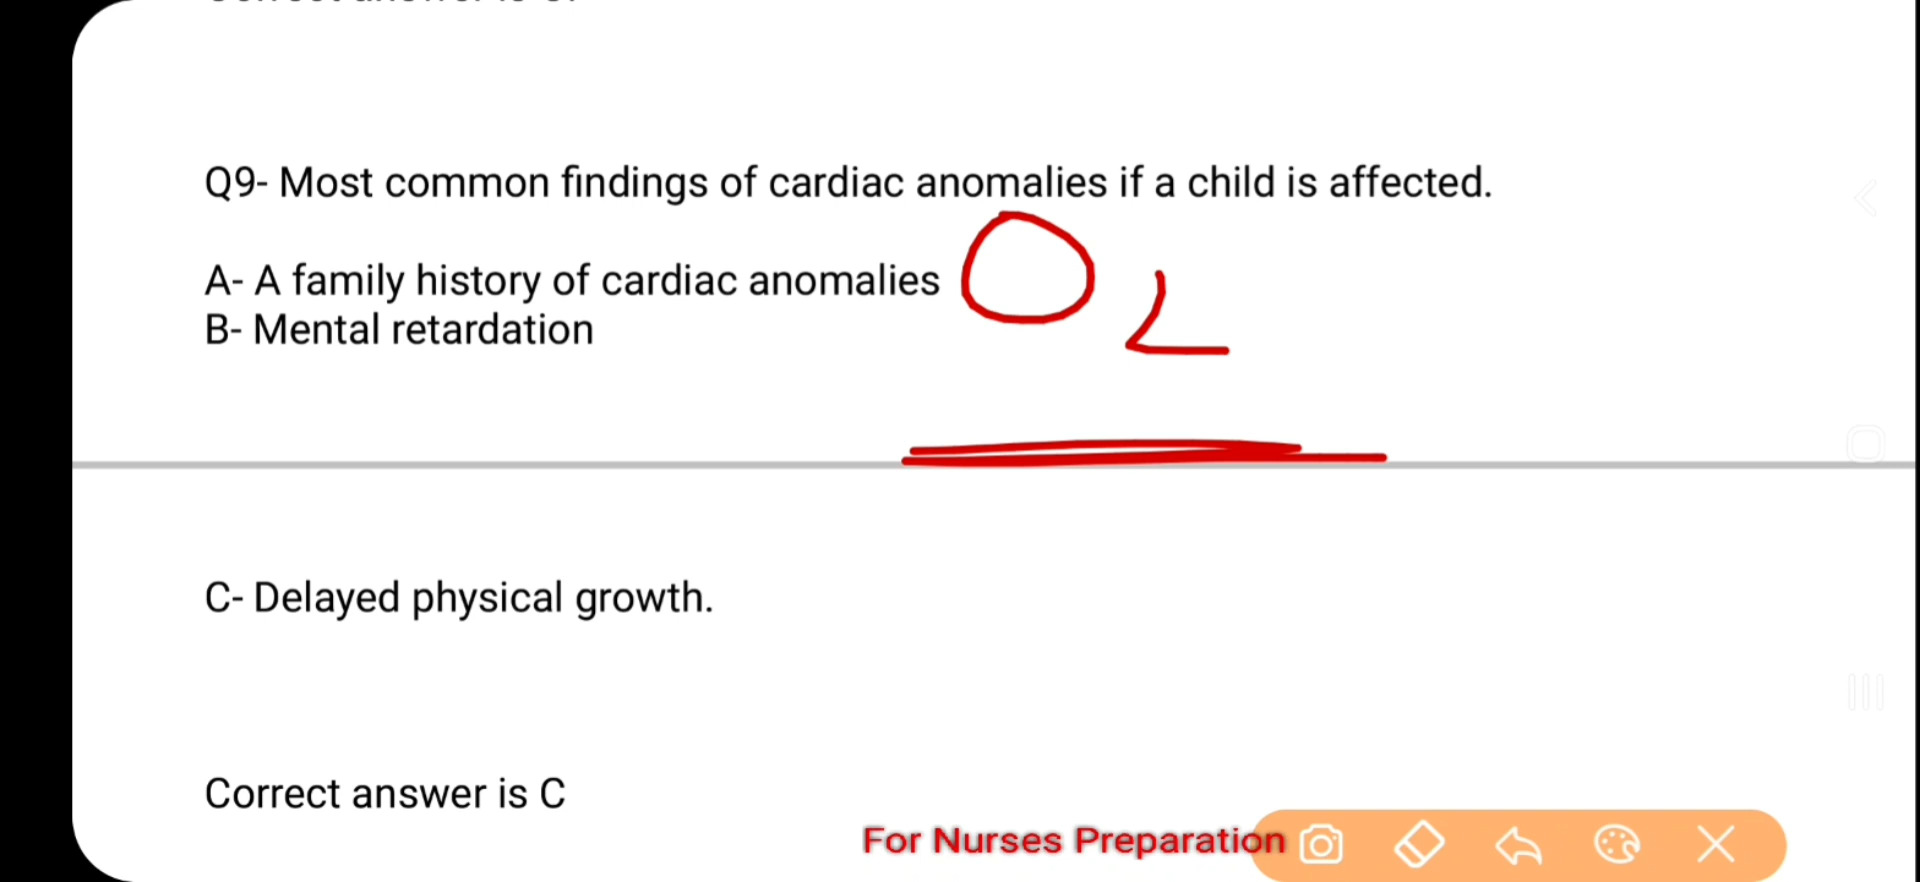 Q9- Most common findings of cardiac anomalies if a child is affected.
A- A family history of cardiac anomalies
O2
B- Mental retardation
C- Delayed physical growth.
Correct answer is C
For Nurses Preparation